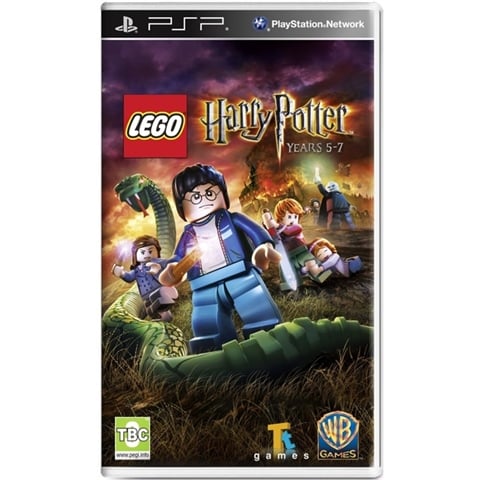 PSP PlayStation®Network
LEGO Harry Potter
YEARS 5-7
TBC
www.pegi.info
Tt
games
WB
GAMES